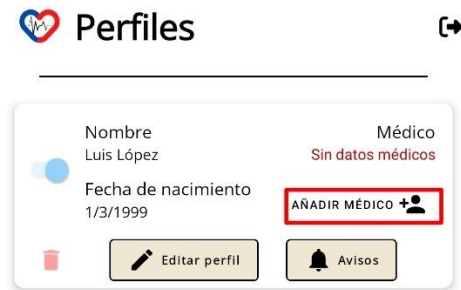 Perfiles
Nombre
Médico
Luis López
Sin datos médicos
Fecha de nacimiento
1/3/1999
AÑADIR MÉDICO
Editar perfil
Avisos